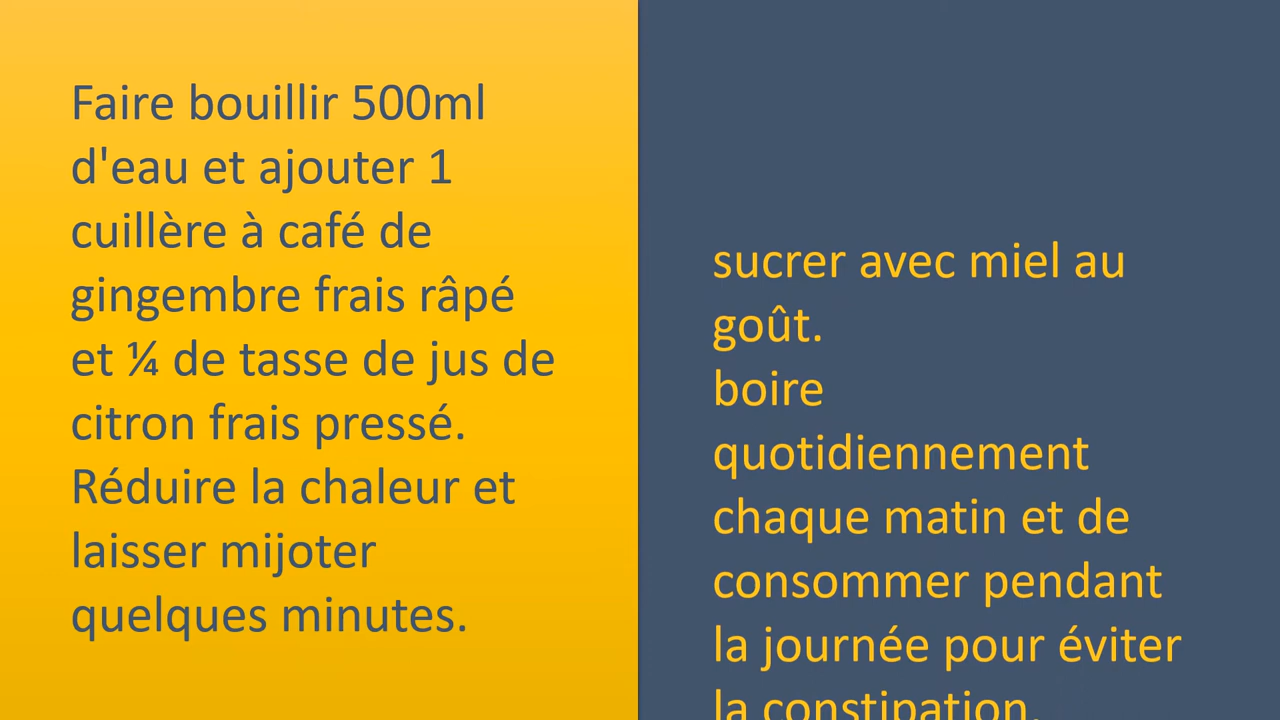 Faire bouillir 500ml
d'eau et ajouter 1
cuillère à café de
gingembre frais râpé
et ¼ de tasse de jus de
citron frais pressé.
Réduire la chaleur et
laisser mijoter
quelques minutes.
sucrer avec miel au
goût.
boire
quotidiennement
chaque matin et de
consommer pendant
la journée pour éviter
la constipation.